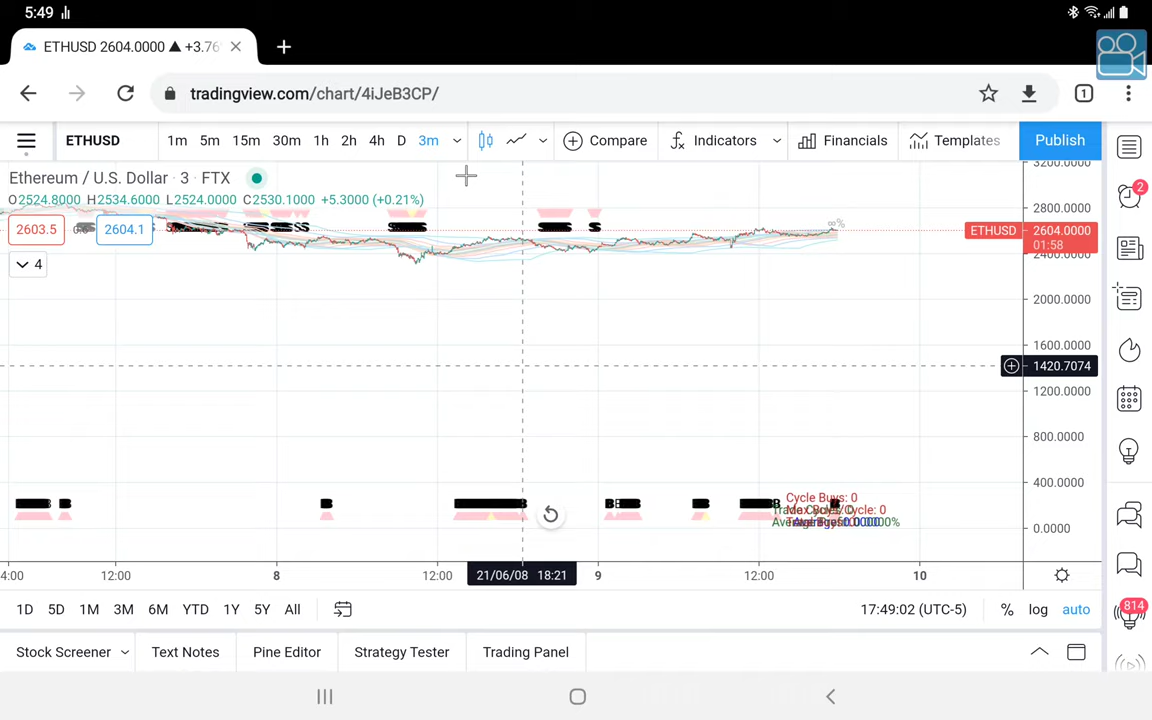 5:49
ETHUSD 2604.0000 ▲ +3.76
tradingview.com/chart/4iJeB3CP/
1
ETHUSD 1m 5m 15m 30m 1h 2h 4h D 3m Compare Indicators Financials Templates Publish
Ethereum / U.S. Dollar · 3 · FTX
O2524.8000 H2534.6000 L2524.0000 C2530.1000 +5.3000 (+0.21%)
2603.5 2604.1
4
3200.0000
2800.0000
ETHUSD 2604.0000
01:58
2400.0000
2000.0000
1600.0000
1420.7074
1200.0000
800.0000
400.0000
0.0000
∞%
2
Cycle Buys: 0
4:00 12:00 8 12:00 21/06/08 18:21 9 12:00 10
1D 5D 1M 3M 6M YTD 1Y 5Y All 17:49:02 (UTC-5) % log auto
814
Stock Screener Text Notes Pine Editor Strategy Tester Trading Panel